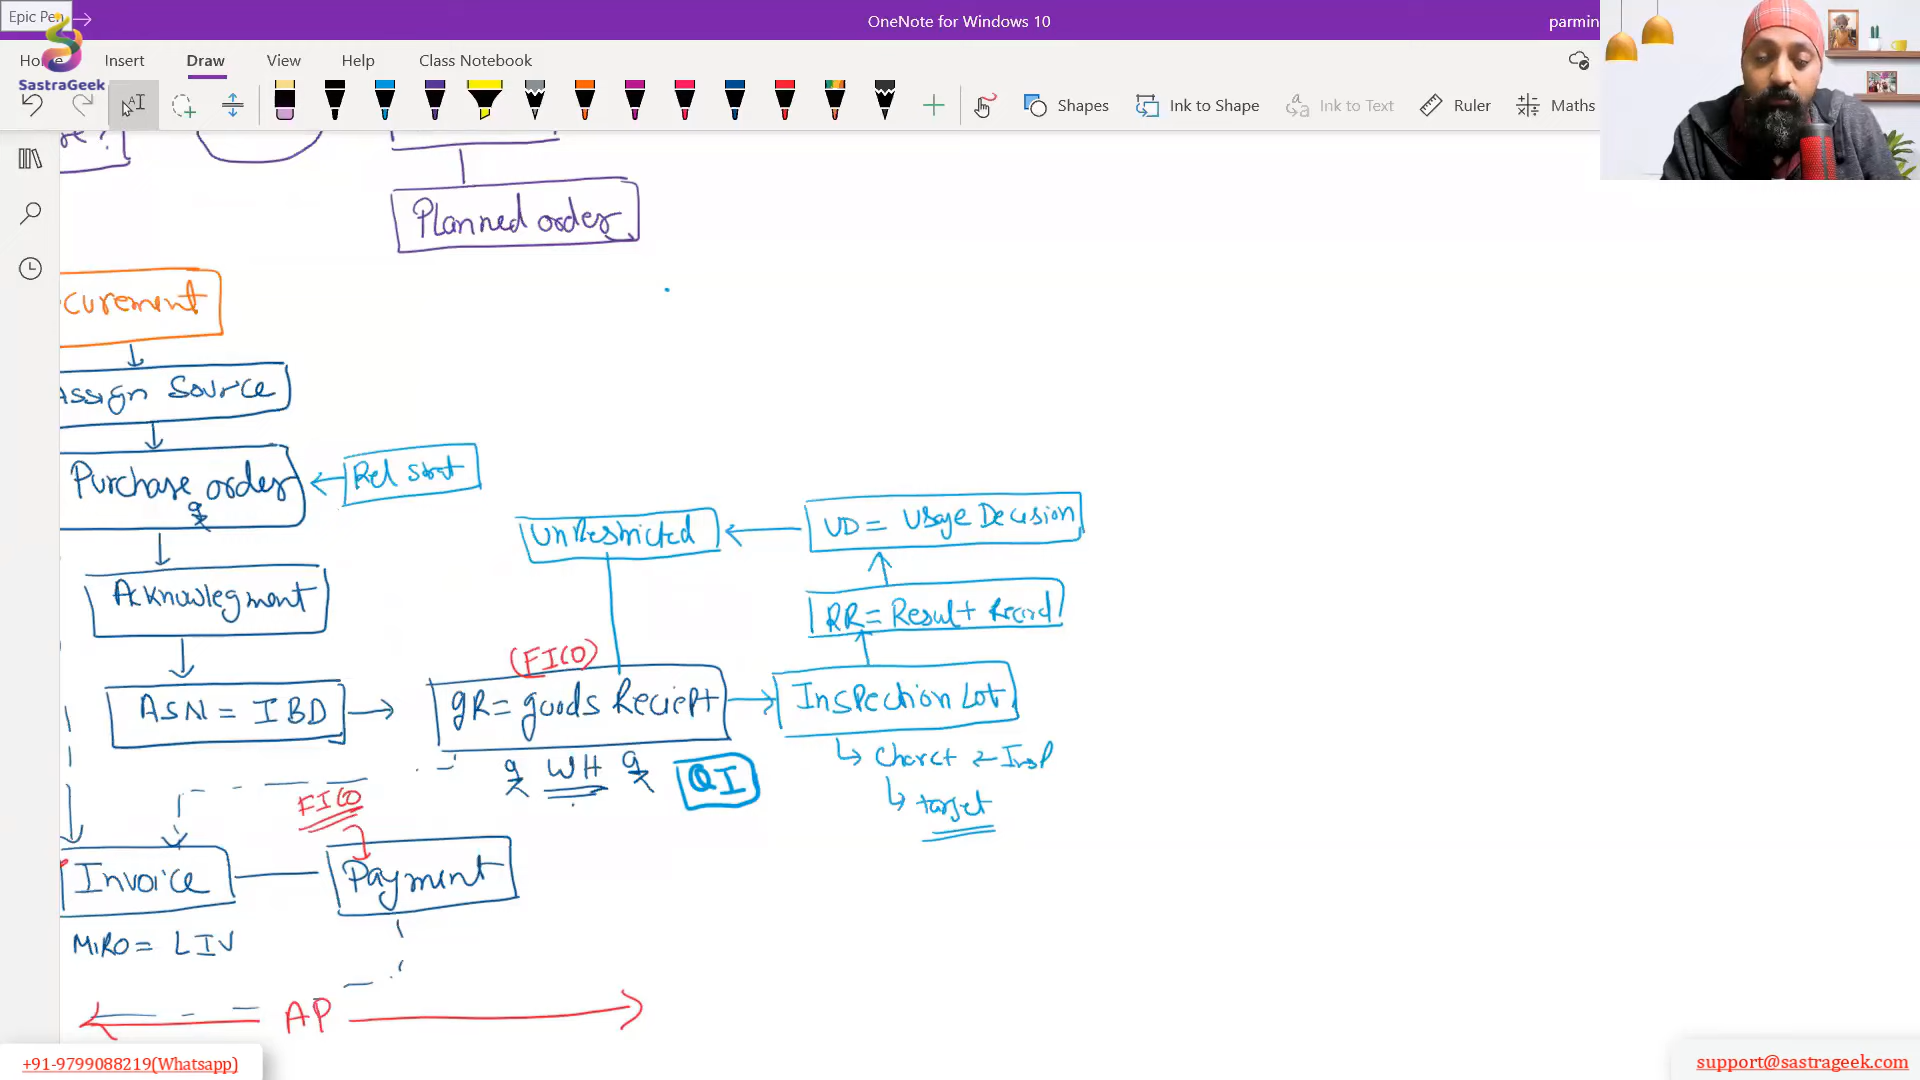 Epic Pen
OneNote for Windows 10
parmin
Home
Insert
Draw
View
Help
Class Notebook
SastraGeek
Shapes
Ink to Shape
Ink to Text
Ruler
Maths
Planned order
curement
Assign Source
Purchase order
Rel strat
Acknowlegment
ASN = IBD
UnRestricted
UD = Usage Decision
RR = Result Record
(FICO)
GR = goods Reciept
Inspection Lot
WH
QI
Charct
Insp
target
FICO
Invoice
Payment
MIRO = LIV
AP
+91-9799088219(Whatsapp)
support@sastrageek.com